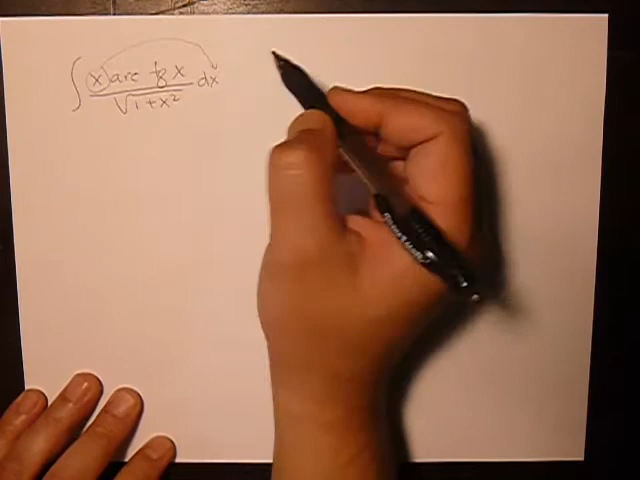 ∫ x arc tg x / √1+x² dx